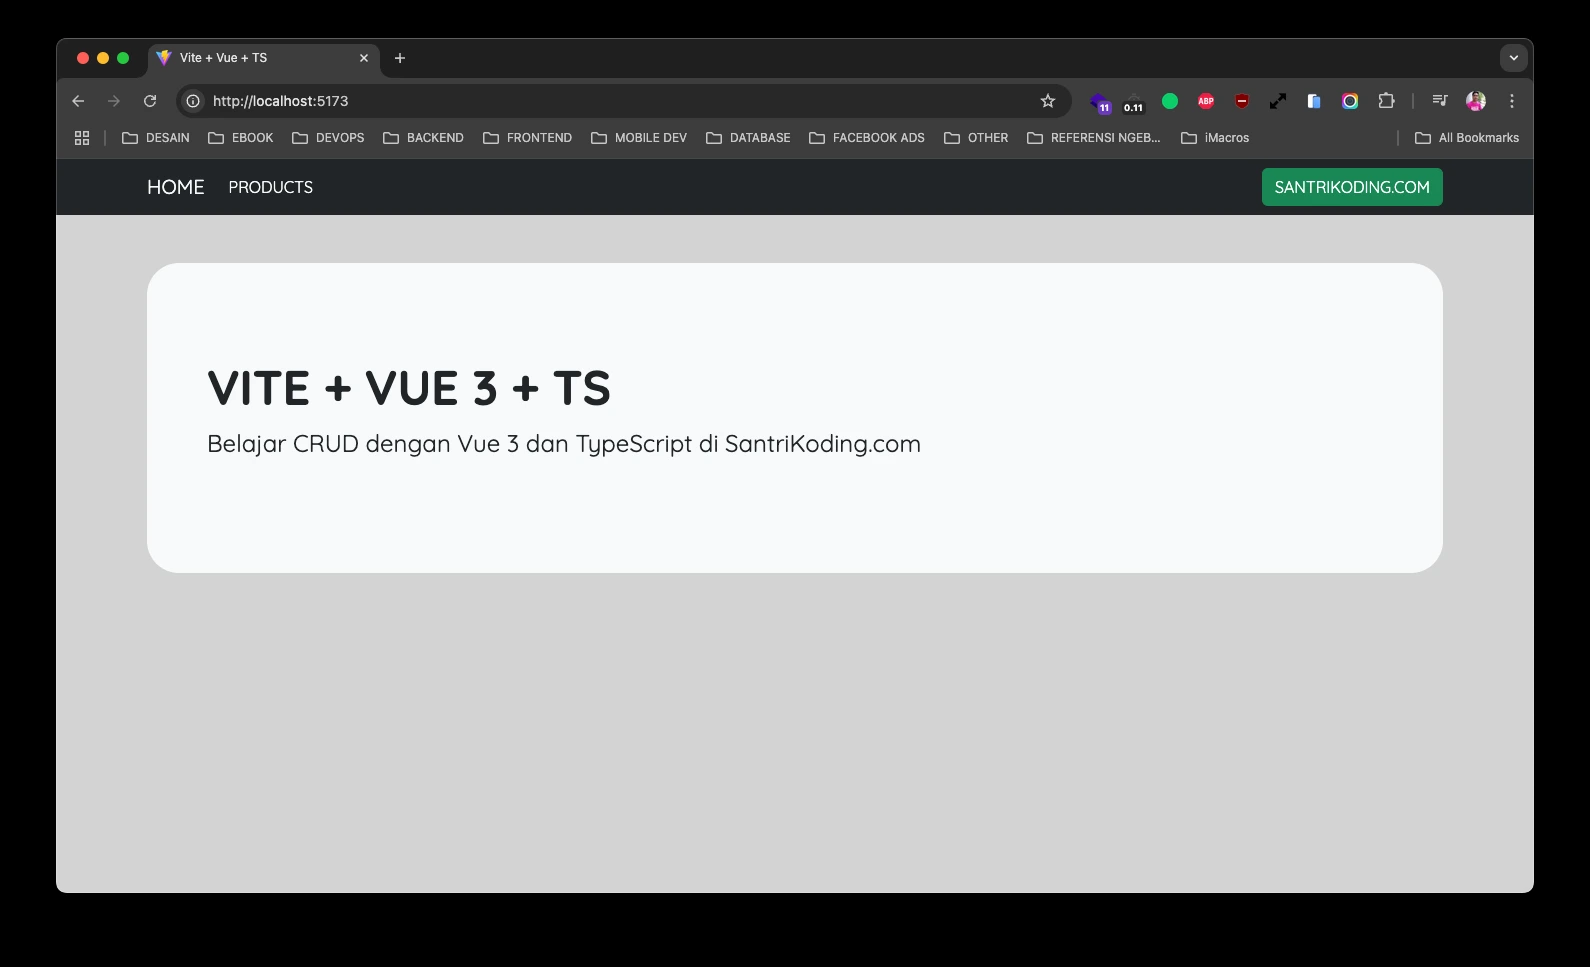 Vite + Vue + TS
http://localhost:5173
11
0.11
ABP
DESAIN
EBOOK
DEVOPS
BACKEND
FRONTEND
MOBILE DEV
DATABASE
FACEBOOK ADS
OTHER
REFERENSI NGEB...
iMacros
All Bookmarks
HOME
PRODUCTS
SANTRIKODING.COM
VITE + VUE 3 + TS
Belajar CRUD dengan Vue 3 dan TypeScript di SantriKoding.com